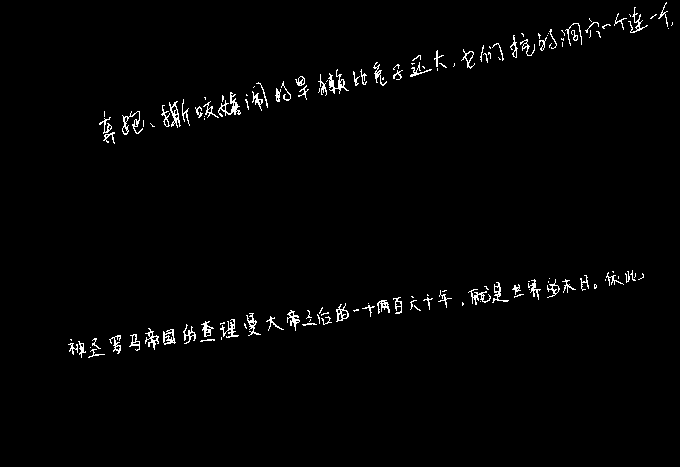 奔跑、撕咬嬉闹的旱獭比兔子还大,它们挖的洞穴一个连一个,
神圣罗马帝国的查理曼大帝之后的一千两百六十年,就是世界的末日。依此